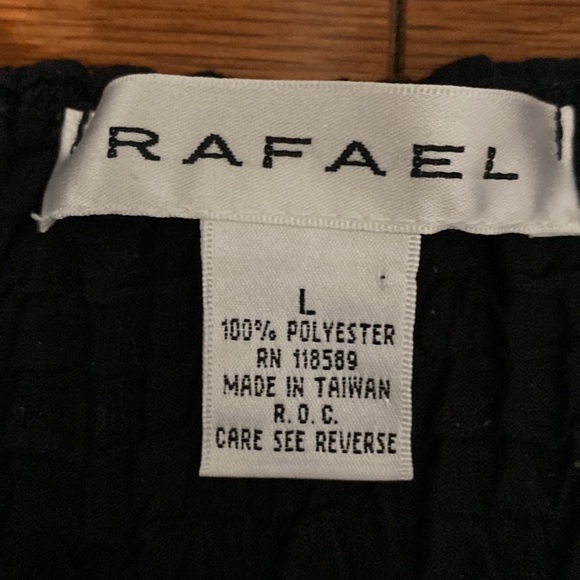 RAFAEL
L
100% POLYESTER
RN 118589
MADE IN TAIWAN
R.O.C.
CARE SEE REVERSE